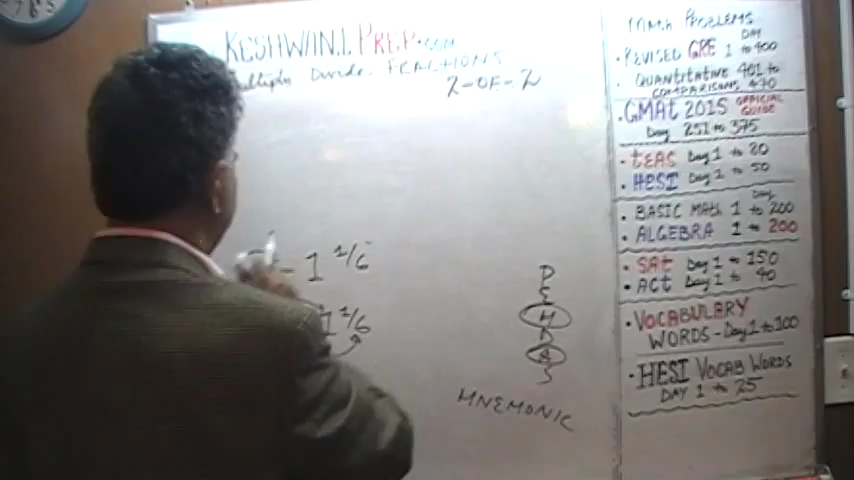 KESHWANI PREP.COM
Multiply Divide FRACTIONS
2-OF-2
- 1 1/6
1 1/6
D
S
M
D
A
S
MNEMONIC
MATH PROBLEMS
DAY
• REVISED GRE 1 to 400
• QUANTITATIVE 401 to
COMPARISONS 470
• GMAT 2015 OFFICIAL GUIDE
Day 251 to 375
• TEAS Day 1 to 20
• HESI Day 1 to 50
Day
• BASIC MATH 1 to 200
• ALGEBRA 1 to 200
• SAT Day 1 to 150
• ACT Day 1 to 40
• VOCABULARY
WORDS - Day 1 to 100
• HESI VOCAB WORDS
DAY 1 to 25